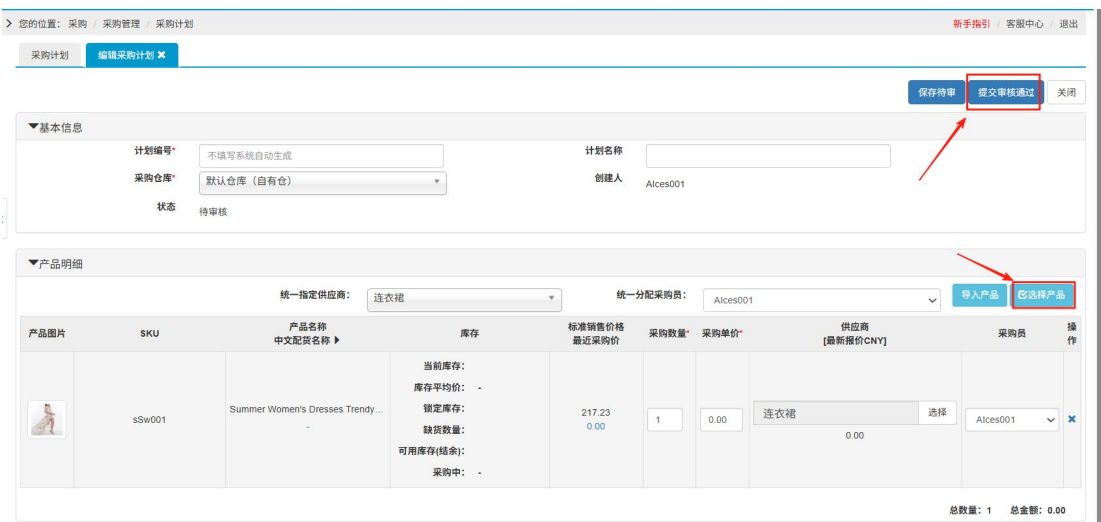 您的位置： 采购 / 采购管理 / 采购计划
新手指引 / 客服中心 / 退出
采购计划
编辑采购计划 ✖
保存待审
提交审核通过
关闭
▼基本信息
计划编号*
不填写系统自动生成
计划名称
采购仓库*
默认仓库（自有仓）
创建人
Alces001
状态
待审核
▼产品明细
统一指定供应商：
连衣裙
统一分配采购员：
Alces001
导入产品
选择产品
产品图片
SKU
产品名称
中文配货名称
库存
标准销售价格
最近采购价
采购数量*
采购单价*
供应商
[最新报价CNY]
采购员
操
作
sSw001
Summer Women's Dresses Trendy...
-
当前库存：
库存平均价： -
锁定库存：
缺货数量：
可用库存(结余)：
采购中： -
217.23
0.00
1
0.00
连衣裙
选择
0.00
Alces001
总数量： 1 总金额： 0.00